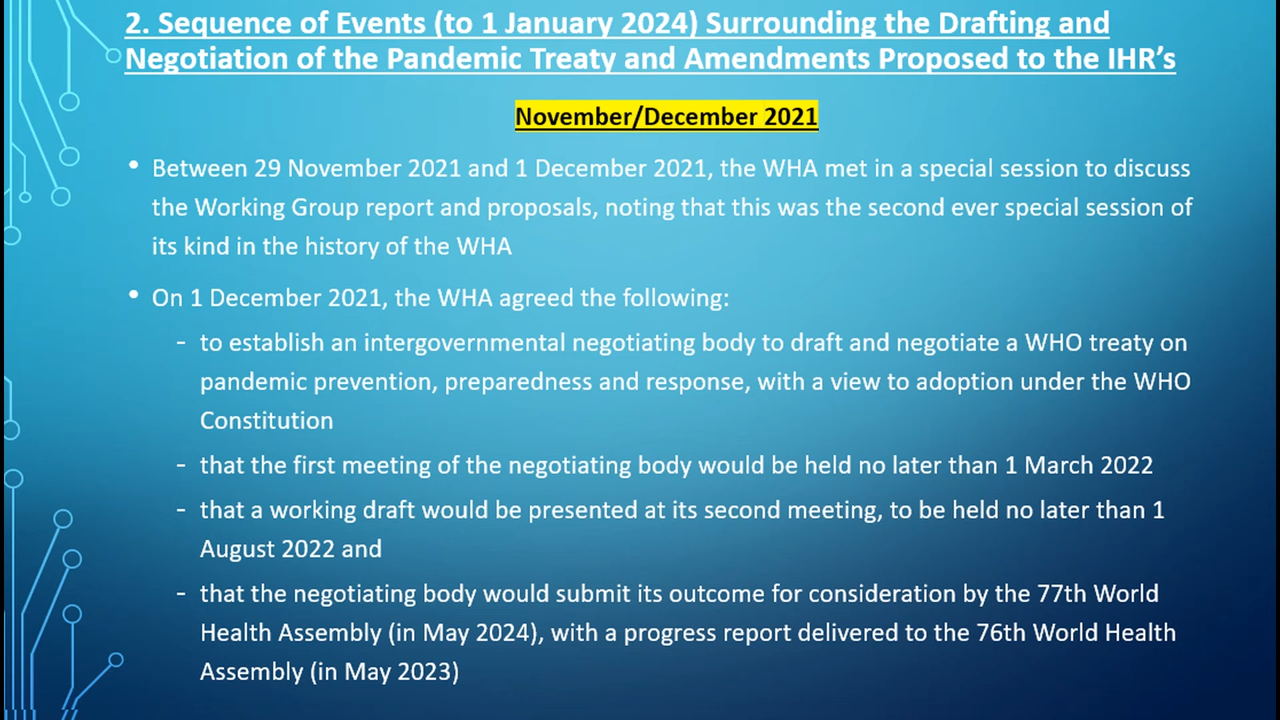 2. Sequence of Events (to 1 January 2024) Surrounding the Drafting and
Negotiation of the Pandemic Treaty and Amendments Proposed to the IHR's
November/December 2021
• Between 29 November 2021 and 1 December 2021, the WHA met in a special session to discuss
the Working Group report and proposals, noting that this was the second ever special session of
its kind in the history of the WHA
• On 1 December 2021, the WHA agreed the following:
- to establish an intergovernmental negotiating body to draft and negotiate a WHO treaty on
pandemic prevention, preparedness and response, with a view to adoption under the WHO
Constitution
- that the first meeting of the negotiating body would be held no later than 1 March 2022
- that a working draft would be presented at its second meeting, to be held no later than 1
August 2022 and
- that the negotiating body would submit its outcome for consideration by the 77th World
Health Assembly (in May 2024), with a progress report delivered to the 76th World Health
Assembly (in May 2023)